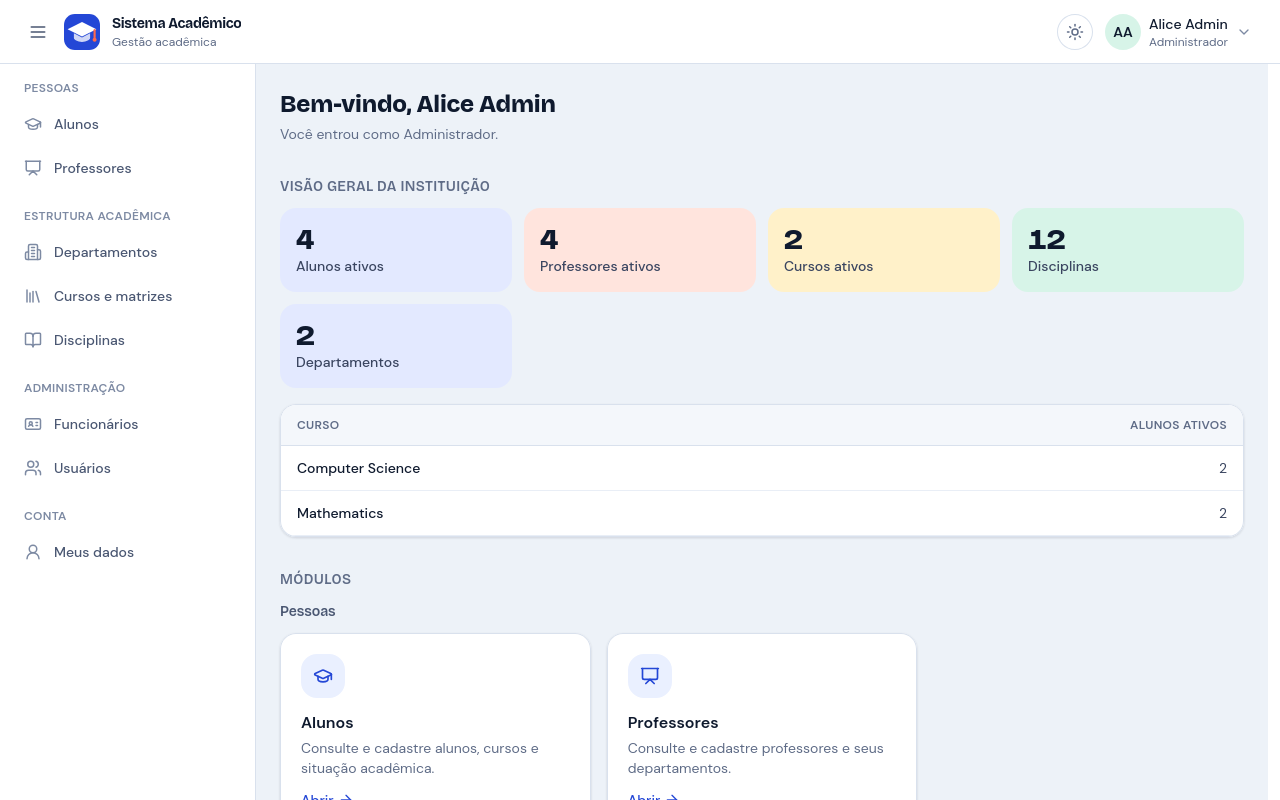 Sistema Acadêmico
Gestão acadêmica
AA
Alice Admin
Administrador
PESSOAS
Alunos
Professores
ESTRUTURA ACADÊMICA
Departamentos
Cursos e matrizes
Disciplinas
ADMINISTRAÇÃO
Funcionários
Usuários
CONTA
Meus dados
Bem-vindo, Alice Admin
Você entrou como Administrador.
VISÃO GERAL DA INSTITUIÇÃO
4
Alunos ativos
4
Professores ativos
2
Cursos ativos
12
Disciplinas
2
Departamentos
CURSO ALUNOS ATIVOS
Computer Science 2
Mathematics 2
MÓDULOS
Pessoas
Alunos
Consulte e cadastre alunos, cursos e
situação acadêmica.
Abrir →
Professores
Consulte e cadastre professores e seus
departamentos.
Abrir →